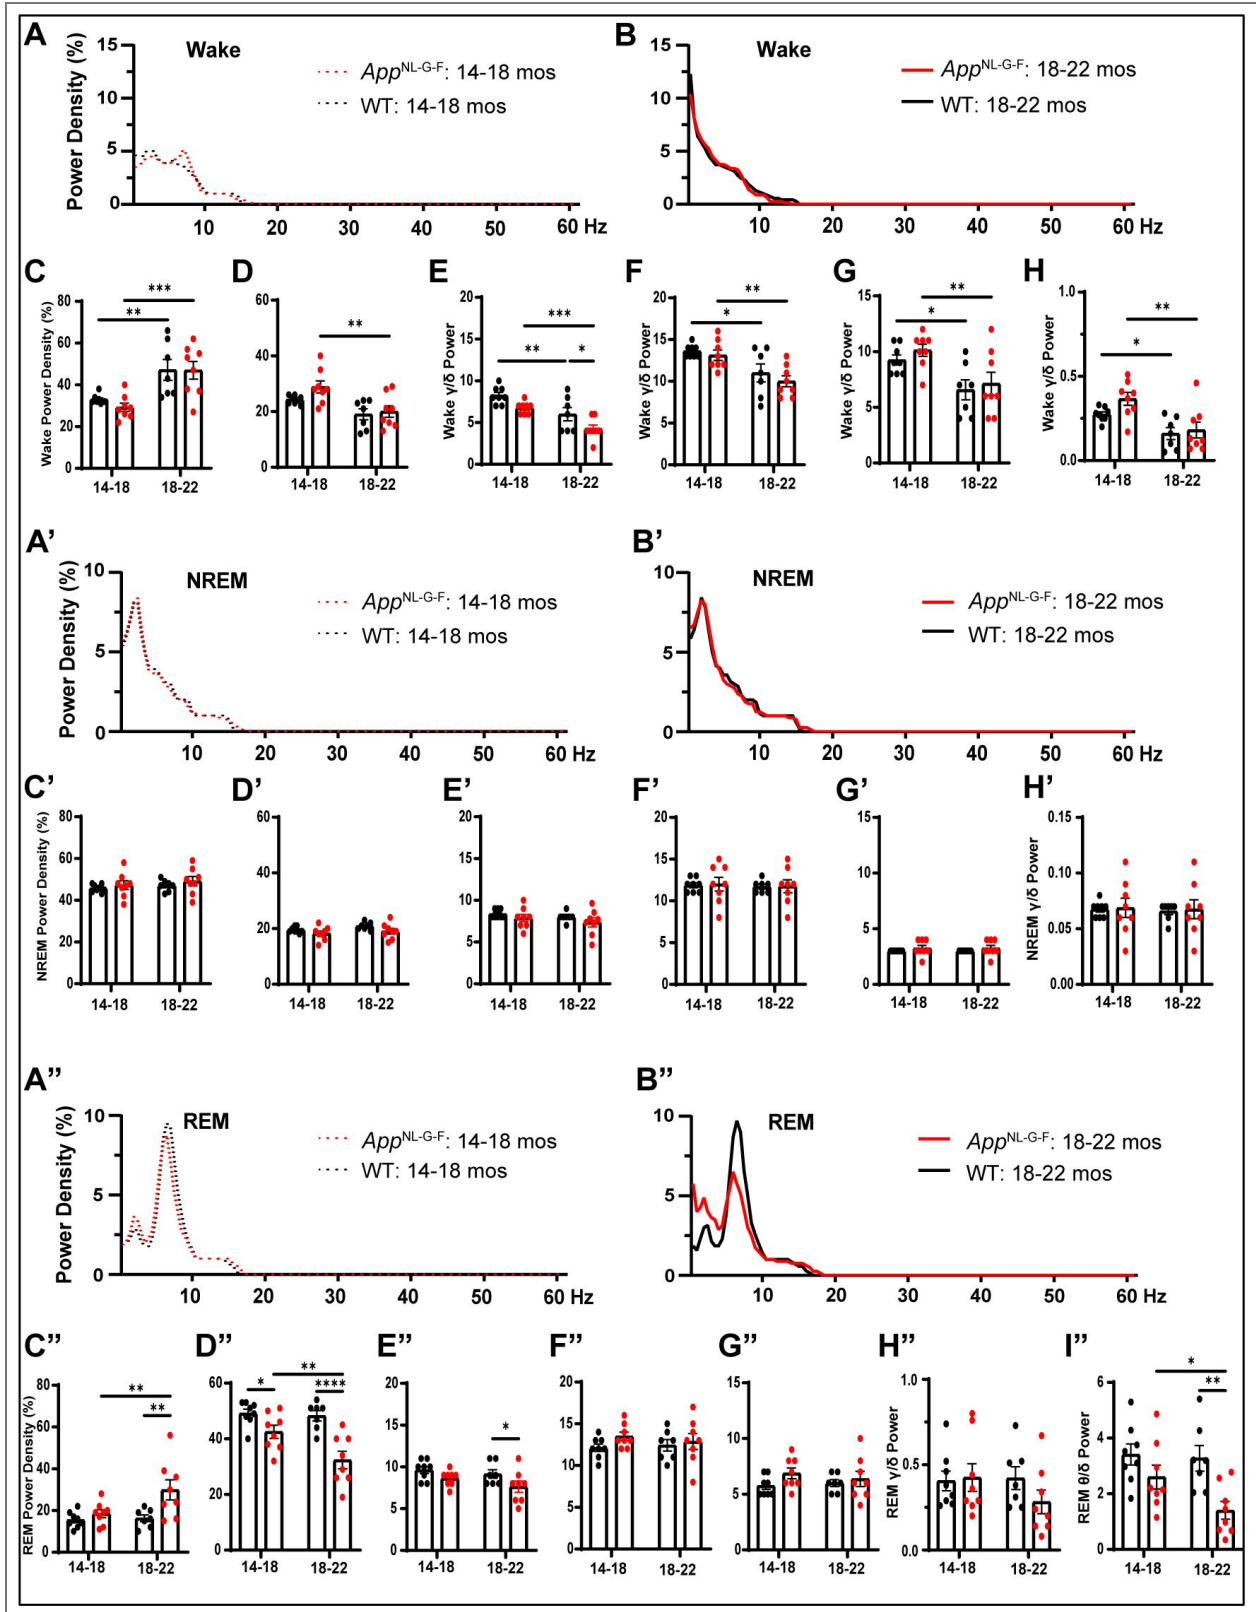 A
B
Power Density (%)
15
10
5
0
Wake
App^NL-G-F: 14-18 mos
WT: 14-18 mos
10 20 30 40 50 60 Hz
15
10
5
0
Wake
App^NL-G-F: 18-22 mos
WT: 18-22 mos
10 20 30 40 50 60 Hz
C
Wake Power Density (%)
80
60
40
20
0
***
**
14-18 18-22
D
60
40
20
0
**
14-18 18-22
E
Wake γ/δ Power
20
15
10
5
0
***
** *
14-18 18-22
F
Wake γ/δ Power
20
15
10
5
0
**
*
14-18 18-22
G
Wake γ/δ Power
15
10
5
0
**
*
14-18 18-22
H
Wake γ/δ Power
1.0
0.5
0.0
**
*
14-18 18-22
A’
Power Density (%)
10
5
0
NREM
App^NL-G-F: 14-18 mos
WT: 14-18 mos
10 20 30 40 50 60 Hz
B’
10
5
0
NREM
App^NL-G-F: 18-22 mos
WT: 18-22 mos
10 20 30 40 50 60 Hz
C’
NREM Power Density (%)
80
60
40
20
0
14-18 18-22
D’
60
40
20
0
14-18 18-22
E’
20
15
10
5
0
14-18 18-22
F’
20
15
10
5
0
14-18 18-22
G’
15
10
5
0
14-18 18-22
H’
NREM γ/δ Power
0.15
0.10
0.05
0.00
14-18 18-22
A’’
Power Density (%)
10
5
0
REM
App^NL-G-F: 14-18 mos
WT: 14-18 mos
10 20 30 40 50 60 Hz
B’’
10
5
0
REM
App^NL-G-F: 18-22 mos
WT: 18-22 mos
10 20 30 40 50 60 Hz
C’’
REM Power Density (%)
80
60
40
20
0
**
**
14-18 18-22
D’’
60
40
20
0
**
* ****
14-18 18-22
E’’
20
15
10
5
0
*
14-18 18-22
F’’
20
15
10
5
0
14-18 18-22
G’’
15
10
5
0
14-18 18-22
H’’
REM γ/δ Power
1.0
0.5
0.0
14-18 18-22
I’’
REM θ/δ Power
6
4
2
0
*
**
14-18 18-22